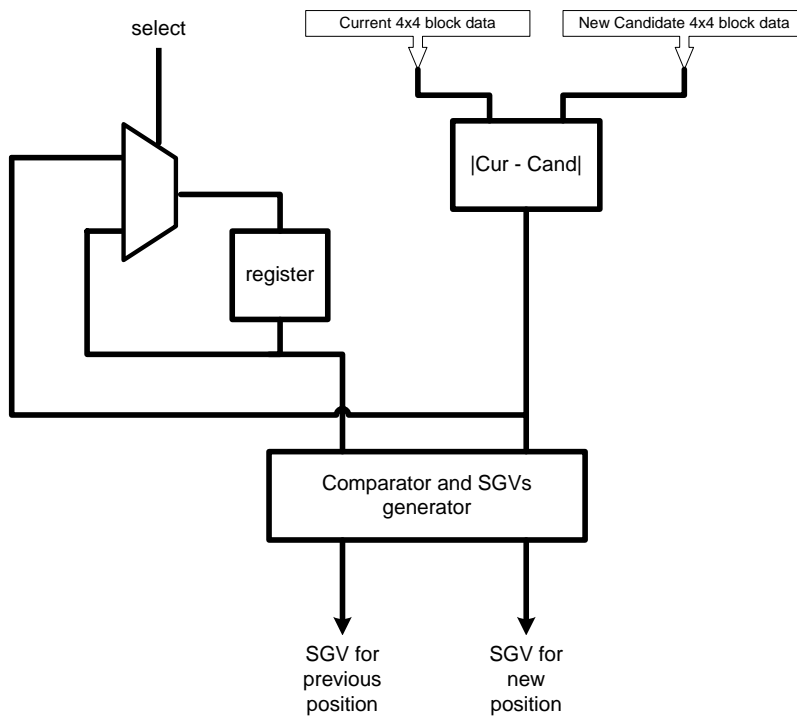 Current 4x4 block data
New Candidate 4x4 block data
select
|Cur - Cand|
register
Comparator and SGVs
generator
SGV for
previous
position
SGV for
new
position